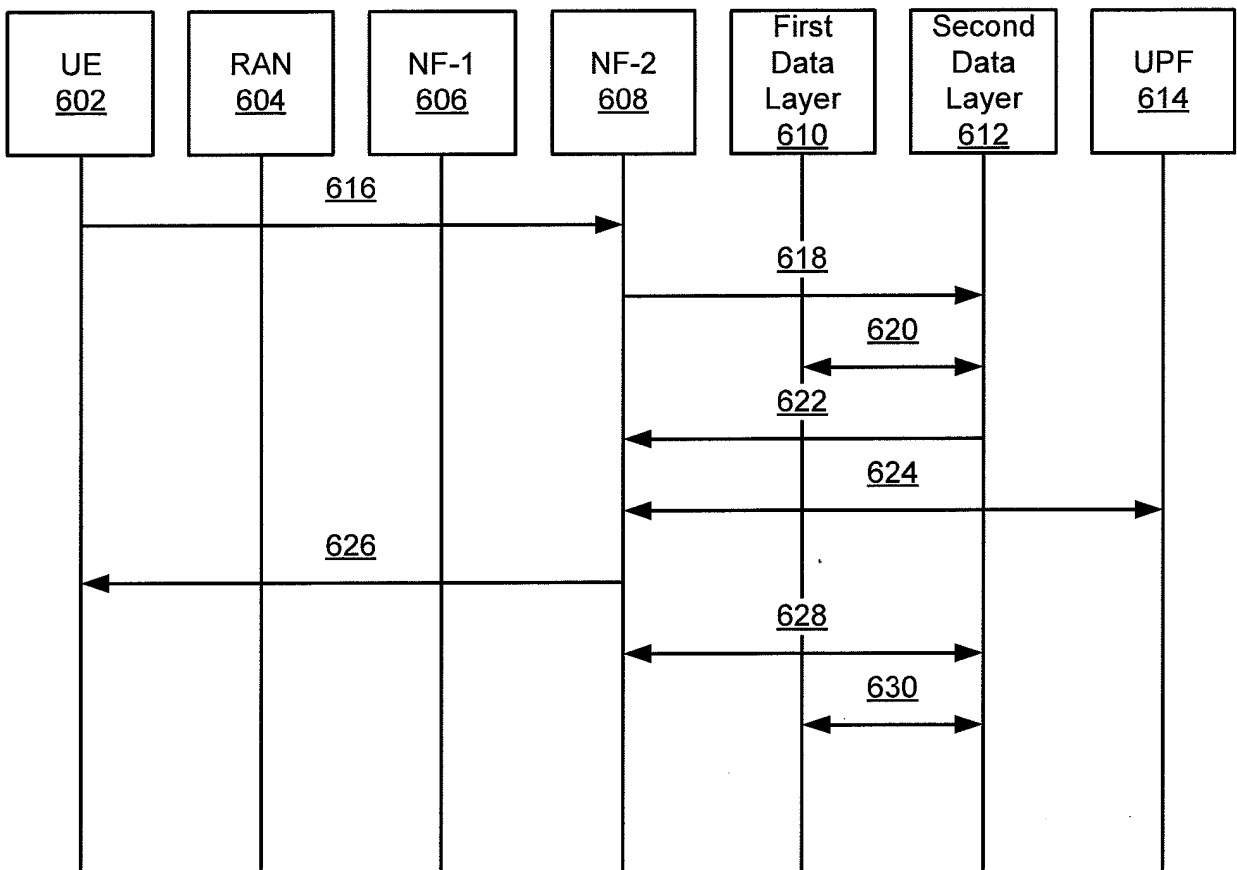 UE
602
RAN
604
NF-1
606
NF-2
608
First
Data
Layer
610
Second
Data
Layer
612
UPF
614
616
618
620
622
624
626
628
630